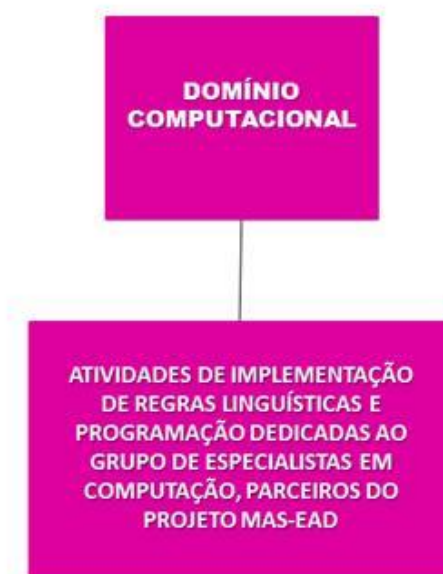 DOMÍNIO
COMPUTACIONAL
ATIVIDADES DE IMPLEMENTAÇÃO
DE REGRAS LINGUÍSTICAS E
PROGRAMAÇÃO DEDICADAS AO
GRUPO DE ESPECIALISTAS EM
COMPUTAÇÃO, PARCEIROS DO
PROJETO MAS-EAD